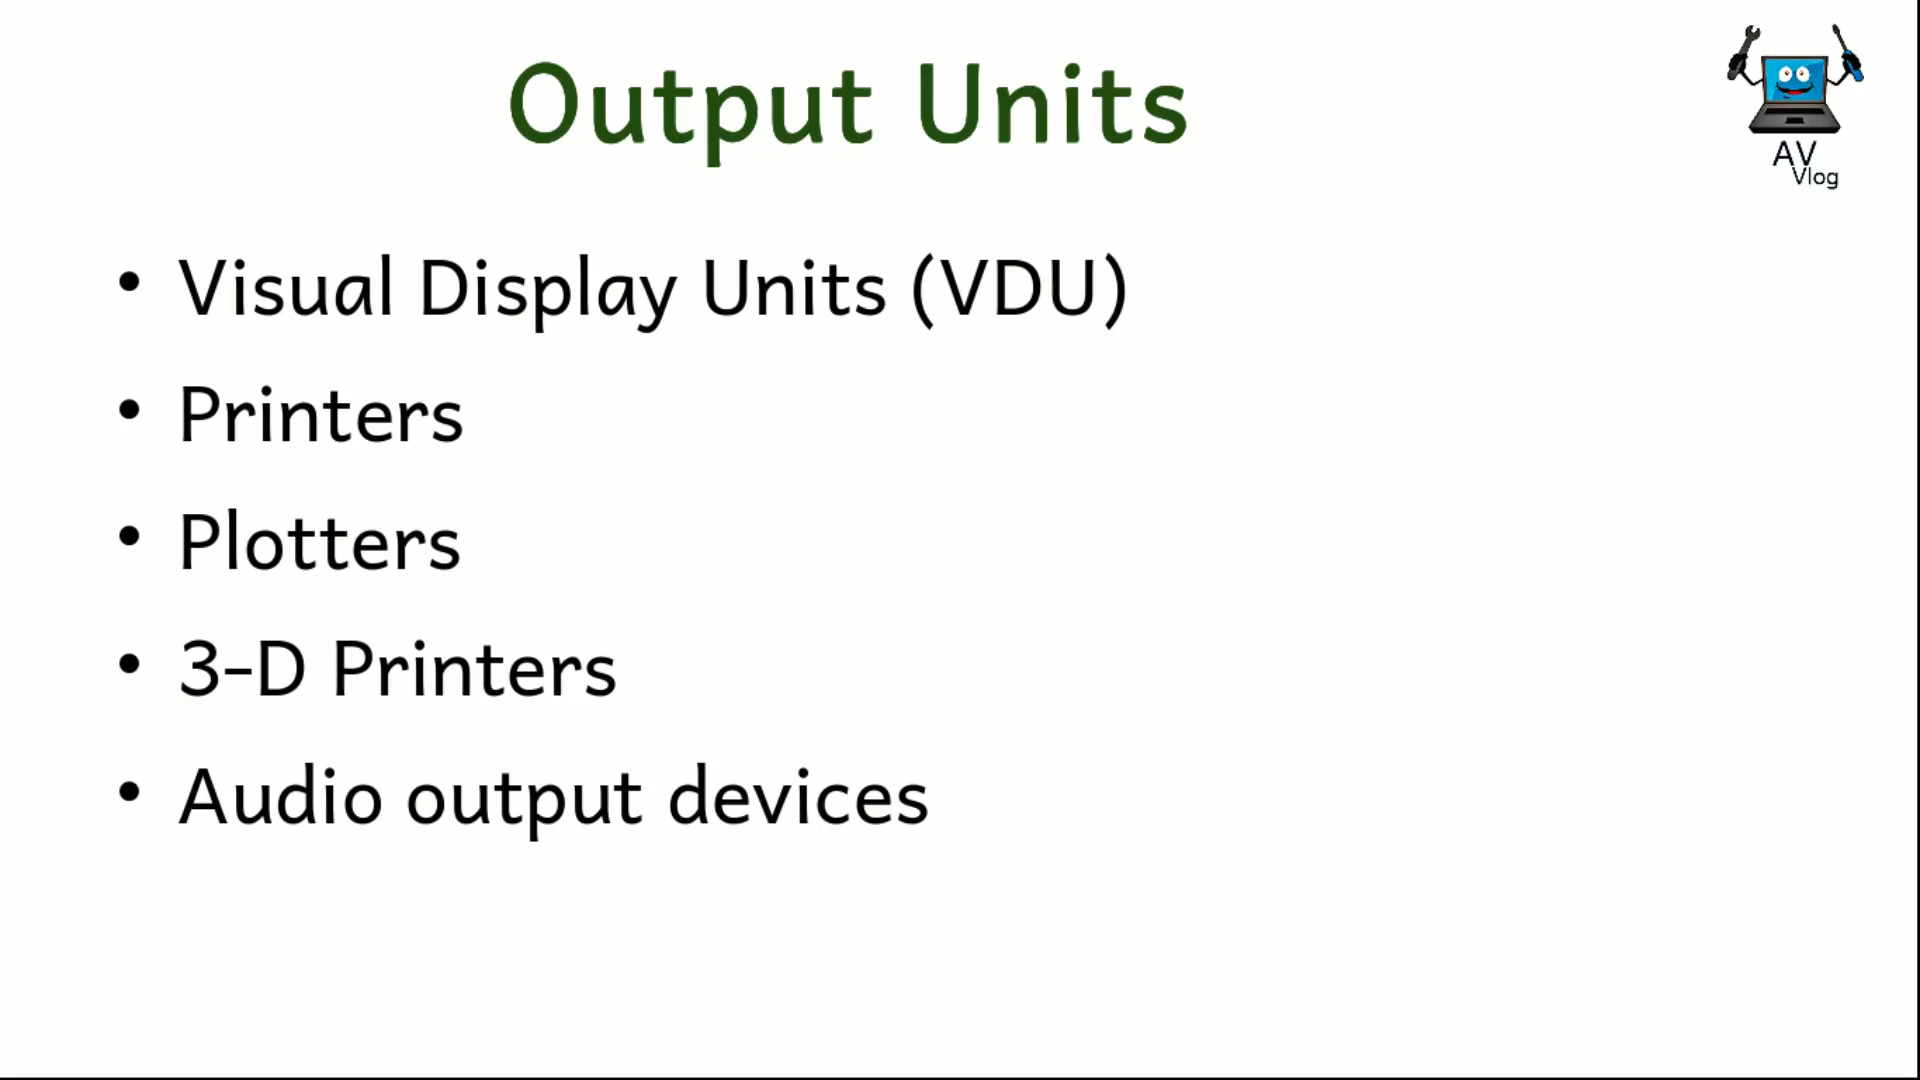 Output Units
AV
Vlog
• Visual Display Units (VDU)
• Printers
• Plotters
• 3-D Printers
• Audio output devices